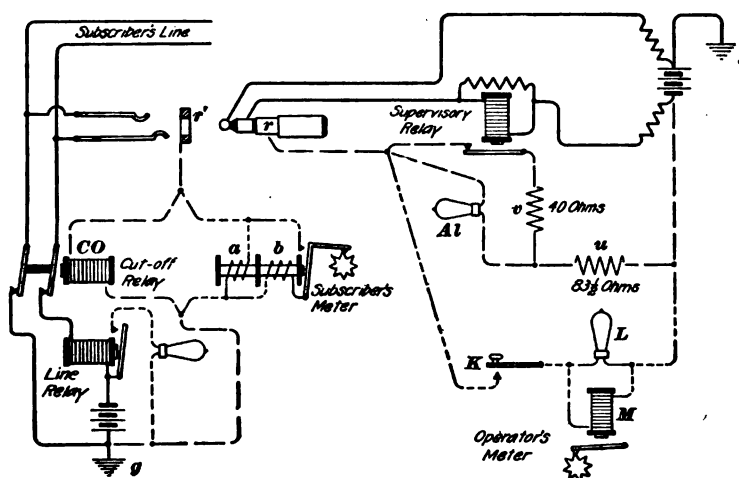 Subscriber's Line
r'
r
Supervisory
Relay
v
40 Ohms
Al
CO
Cut-off
Relay
a
b
Subscriber's
Meter
u
83⅓ Ohms
L
K
Line
Relay
M
Operator's
Meter
g